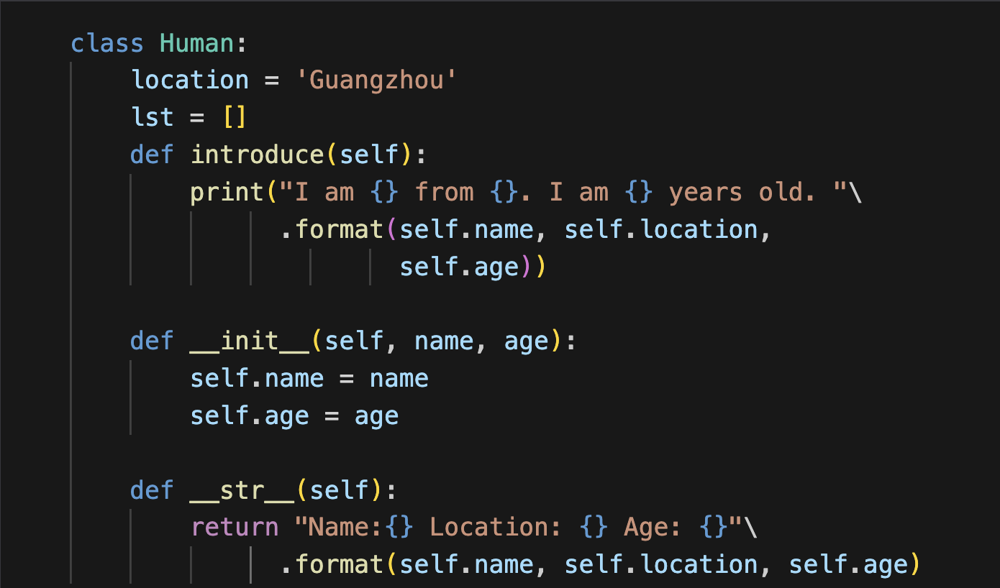 class Human:
    location = 'Guangzhou'
    lst = []
    def introduce(self):
        print("I am {} from {}. I am {} years old. "\
              .format(self.name, self.location,
                      self.age))

    def __init__(self, name, age):
        self.name = name
        self.age = age

    def __str__(self):
        return "Name:{} Location: {} Age: {}"\
              .format(self.name, self.location, self.age)